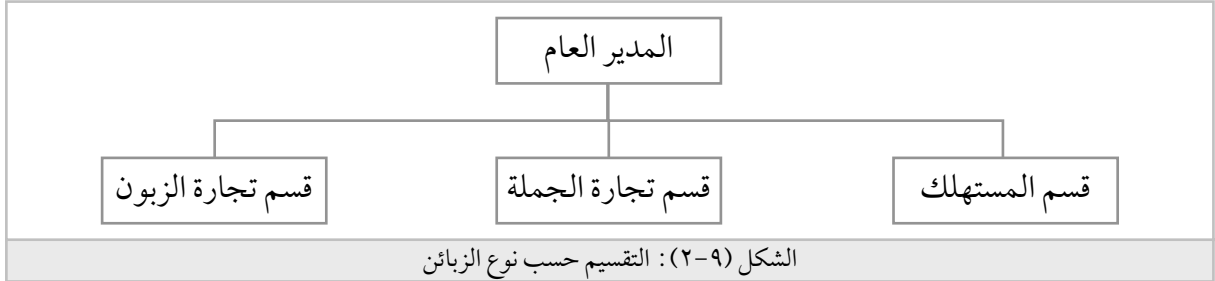 المدير العام
قسم المستهلك
قسم تجارة الجملة
قسم تجارة الزبون
الشكل (٩-٢): التقسيم حسب نوع الزبائن